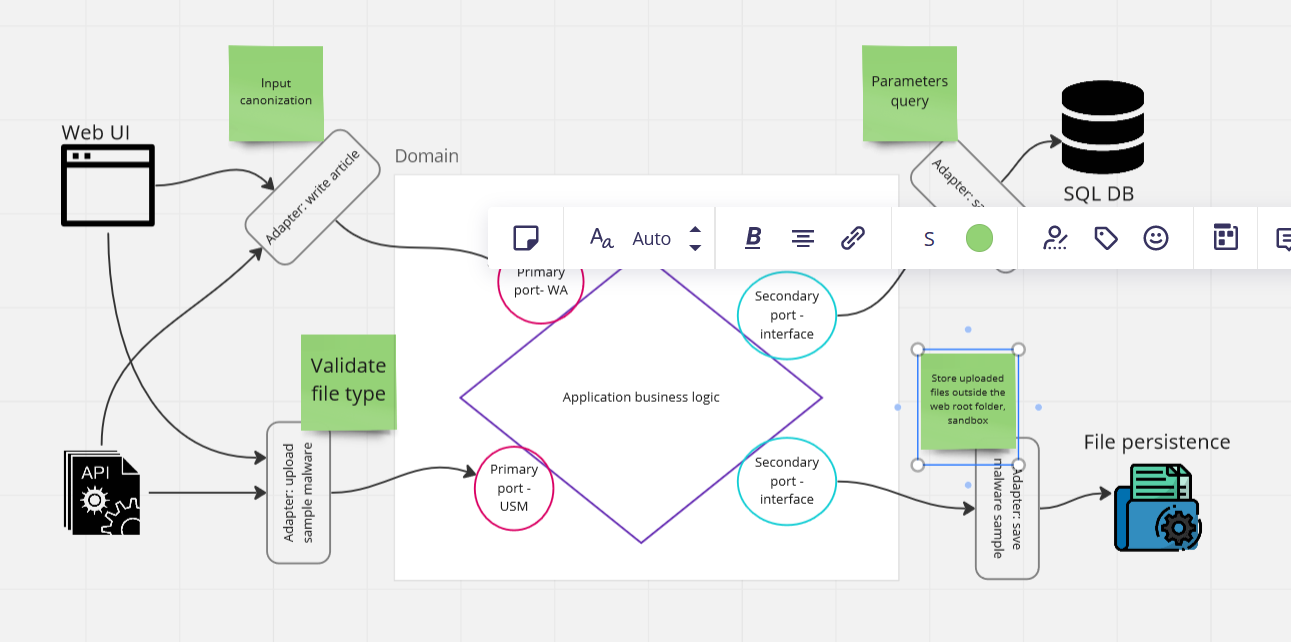 Input
canonization
Parameters
query
Web UI
Adapter: write article
Domain
Adapter:
SQL DB
Auto
B
S
Primary
port- WA
Secondary
port -
interface
Validate
file type
Application business logic
Store uploaded
files outside the
web root folder,
sandbox
API
Adapter: upload
sample malware
Primary
port -
USM
Secondary
port -
interface
Adapter: save
malware sample
File persistence